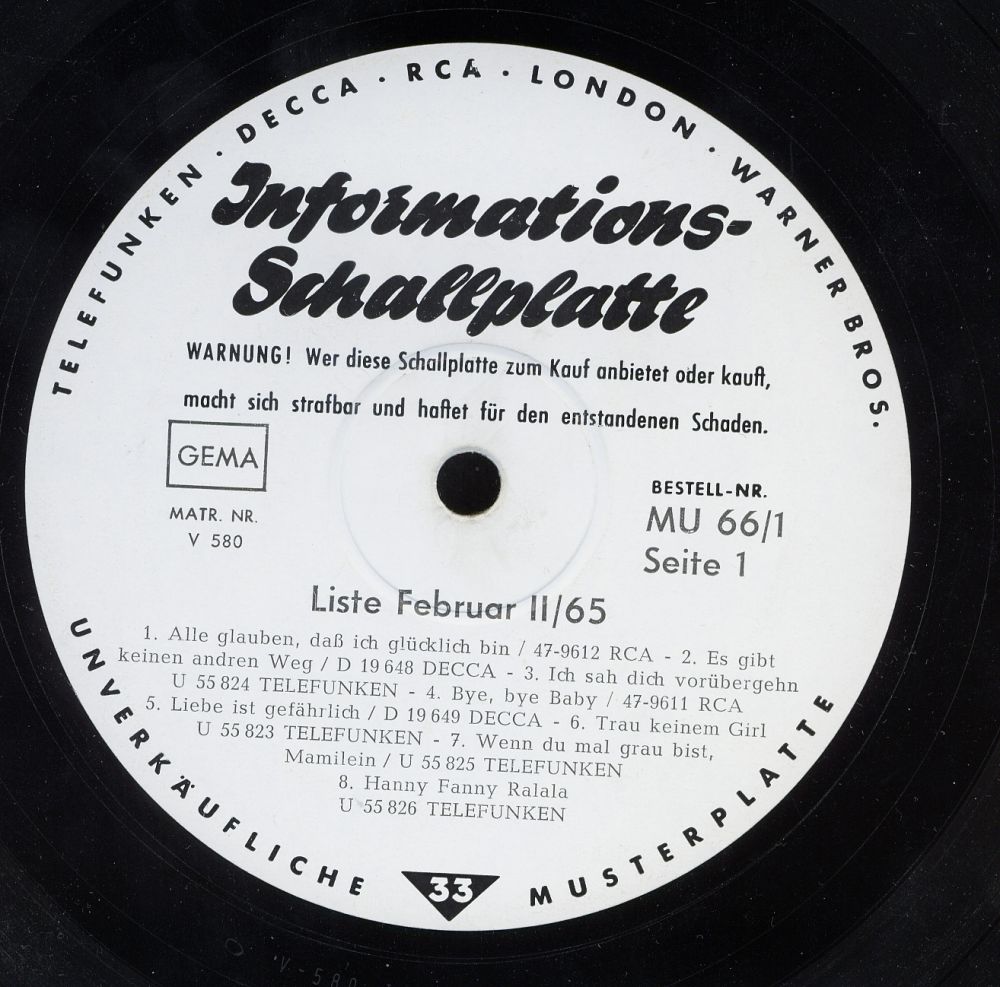 TELEFUNKEN · DECCA · RCA · LONDON · WARNER BROS.
Informations-
Schallplatte
WARNUNG! Wer diese Schallplatte zum Kauf anbietet oder kauft,
macht sich strafbar und haftet für den entstandenen Schaden.
GEMA
MATR. NR.
V 580
BESTELL-NR.
MU 66/1
Seite 1
Liste Februar II/65
1. Alle glauben, daß ich glücklich bin / 47-9612 RCA - 2. Es gibt
keinen andren Weg / D 19 648 DECCA - 3. Ich sah dich vorübergehn
U 55 824 TELEFUNKEN - 4. Bye, bye Baby / 47-9611 RCA
5. Liebe ist gefährlich / D 19 649 DECCA - 6. Trau keinem Girl
U 55 823 TELEFUNKEN - 7. Wenn du mal grau bist,
Mamilein / U 55 825 TELEFUNKEN
8. Hanny Fanny Ralala
U 55 826 TELEFUNKEN
UNVERKÄUFLICHE 33 MUSTERPLATTE
V-580